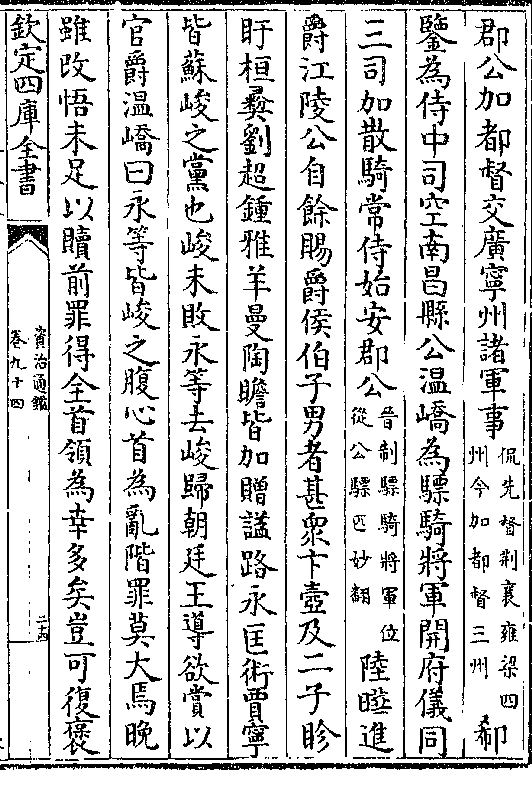 郡公加都督交廣寧州諸軍事侃先督荆襄雍梁四州今加都督三州郗
鑒為侍中司空南昌縣公温嶠為驃騎將軍開府儀同
三司加散騎常侍始安郡公晉制驃騎將軍位從公驃匹妙翻陸曄進
爵江陵公自餘賜爵侯伯子男者甚衆卞壼及二子眕
盱桓彝劉超鍾雅羊曼陶瞻皆加贈諡路永匡術賈寧
皆蘇峻之黨也峻未敗永等去峻歸朝廷王導欲賞以
官爵温嶠曰永等皆峻之腹心首為亂階罪莫大焉晚
雖改悟未足以贖前罪得全首領為幸多矣豈可復褒
欽定四庫全書
資治通鑑
卷九十四
二十四